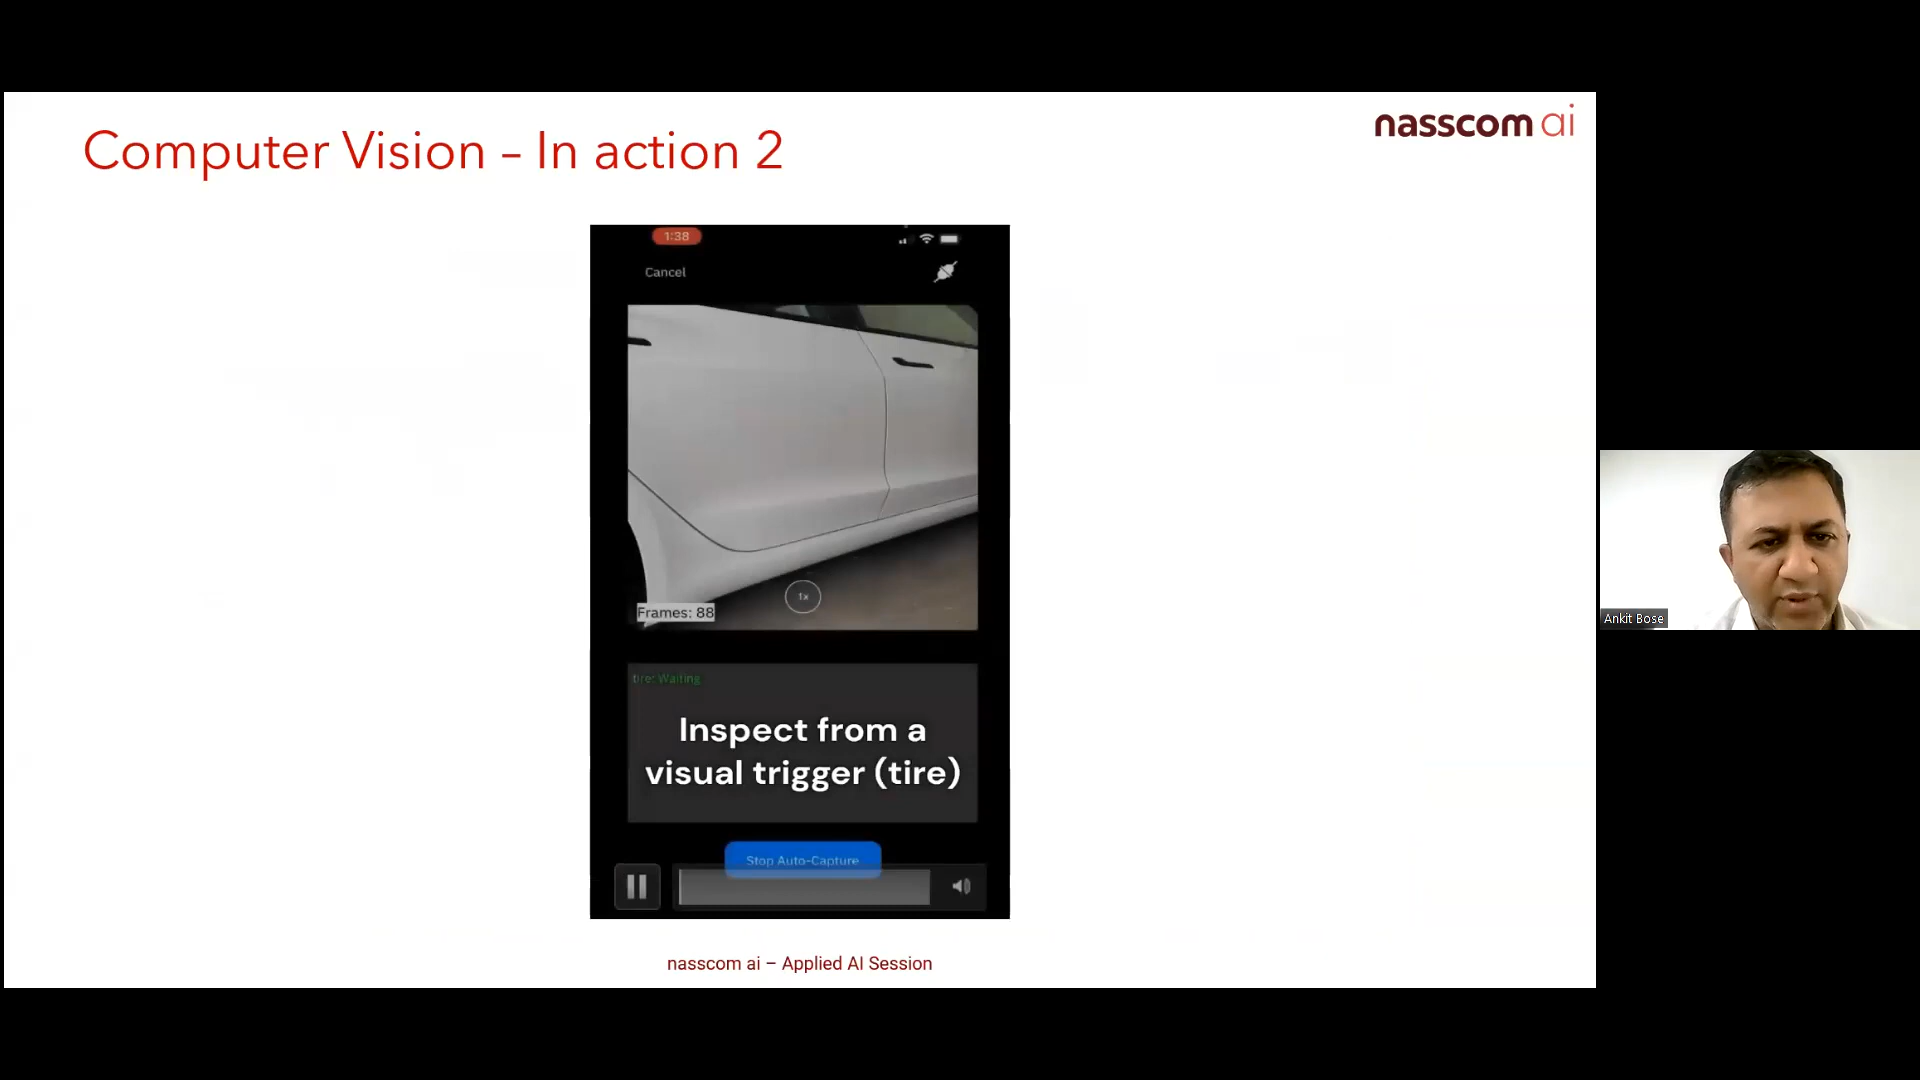 Computer Vision – In action 2
nasscom ai
1:38
Cancel
1x
Frames: 88
tire: Waiting
Inspect from a
visual trigger (tire)
Stop Auto-Capture
nasscom ai – Applied AI Session
Ankit Bose